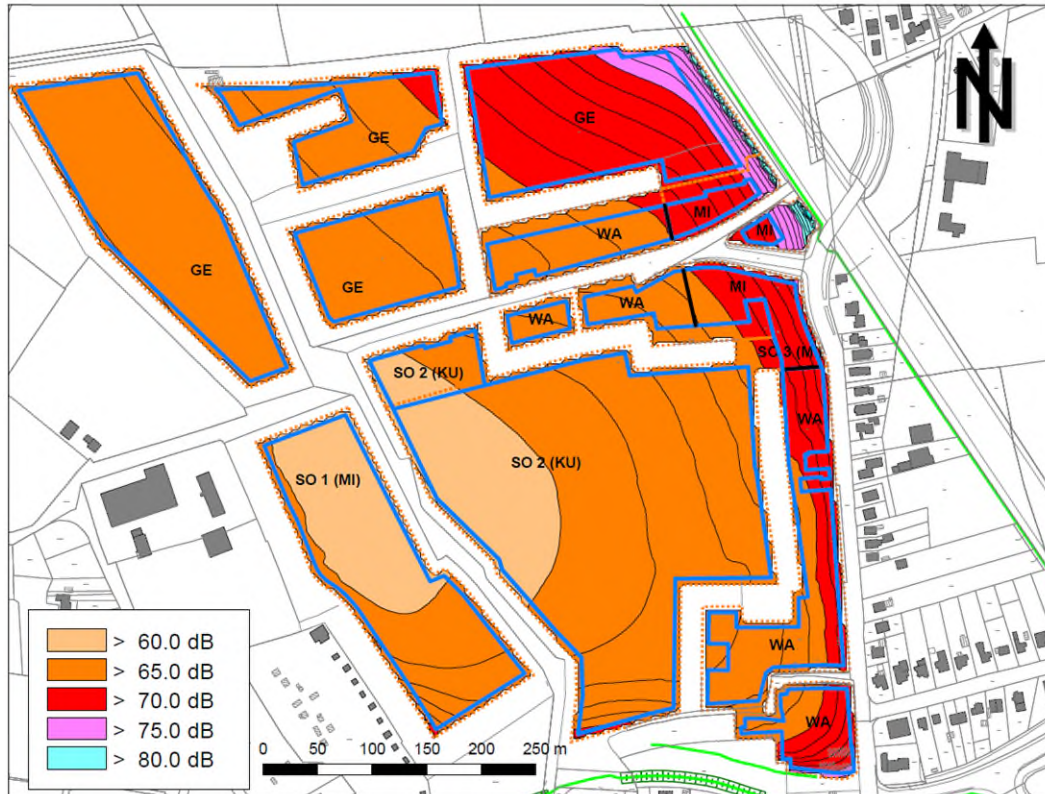 N
GE
GE
MI
WA
MI
GE
GE
WA
MI
WA
SO 3 (M
SO 2 (KU)
WA
SO 2 (KU)
SO 1 (MI)
WA
WA
> 60.0 dB
> 65.0 dB
> 70.0 dB
> 75.0 dB
> 80.0 dB
0 50 100 150 200 250 m